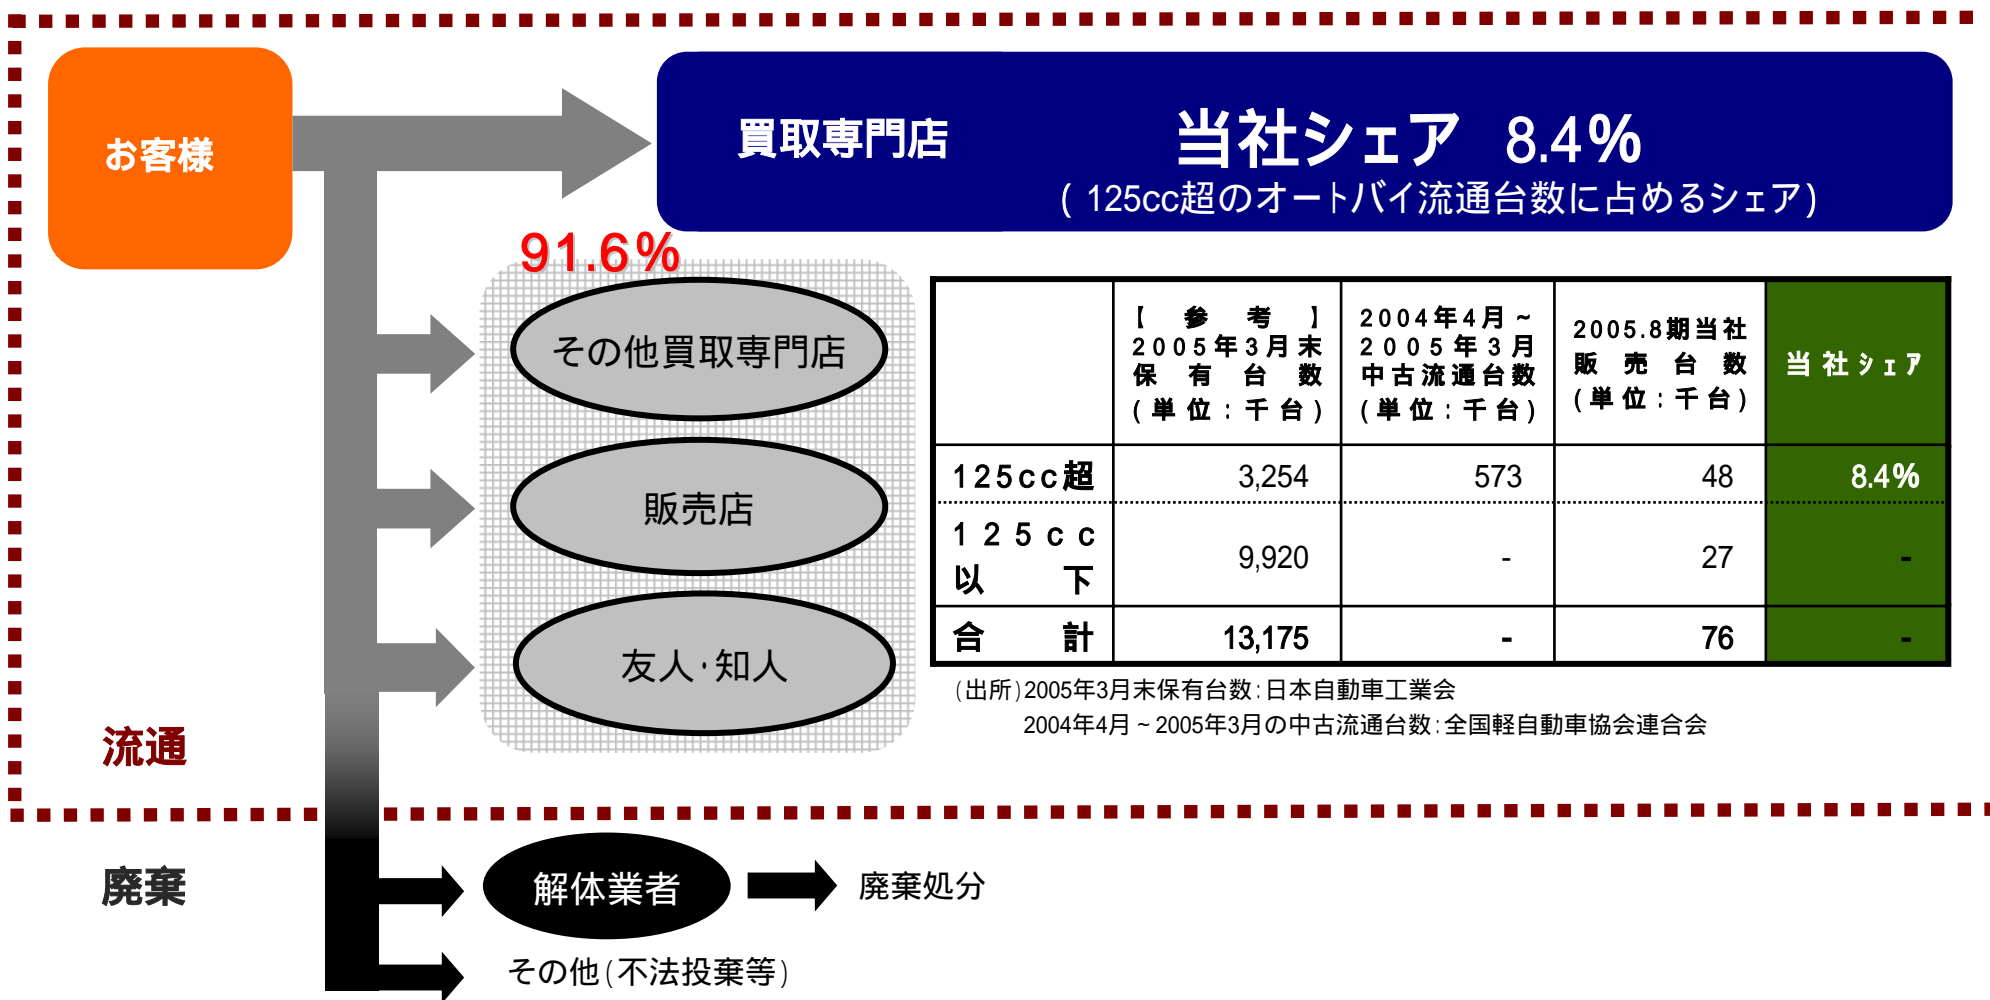 お客様
買取専門店
当社シェア 8.4%
(125cc超のオートバイ流通台数に占めるシェア)
91.6%
その他買取専門店
販売店
友人・知人
【参考】
2005年3月末
保有台数
(単位:千台)
2004年4月~
2005年3月
中古流通台数
(単位:千台)
2005.8期当社
販売台数
(単位:千台)
当社シェア
125cc超 3,254 573 48 8.4%
125cc
以下 9,920 - 27 -
合計 13,175 - 76 -
(出所)2005年3月末保有台数:日本自動車工業会
2004年4月~2005年3月の中古流通台数:全国軽自動車協会連合会
流通
廃棄
解体業者
廃棄処分
その他(不法投棄等)